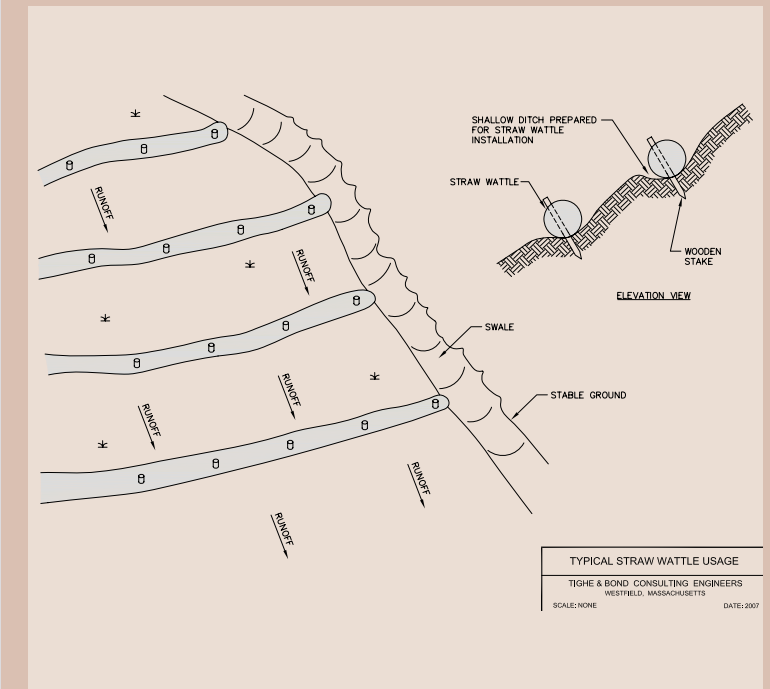 SHALLOW DITCH PREPARED
FOR STRAW WATTLE
INSTALLATION
STRAW WATTLE
WOODEN
STAKE
ELEVATION VIEW
RUNOFF
RUNOFF
SWALE
RUNOFF
STABLE GROUND
RUNOFF
RUNOFF
RUNOFF
TYPICAL STRAW WATTLE USAGE
TIGHE & BOND CONSULTING ENGINEERS
WESTFIELD, MASSACHUSETTS
SCALE: NONE DATE: 2007